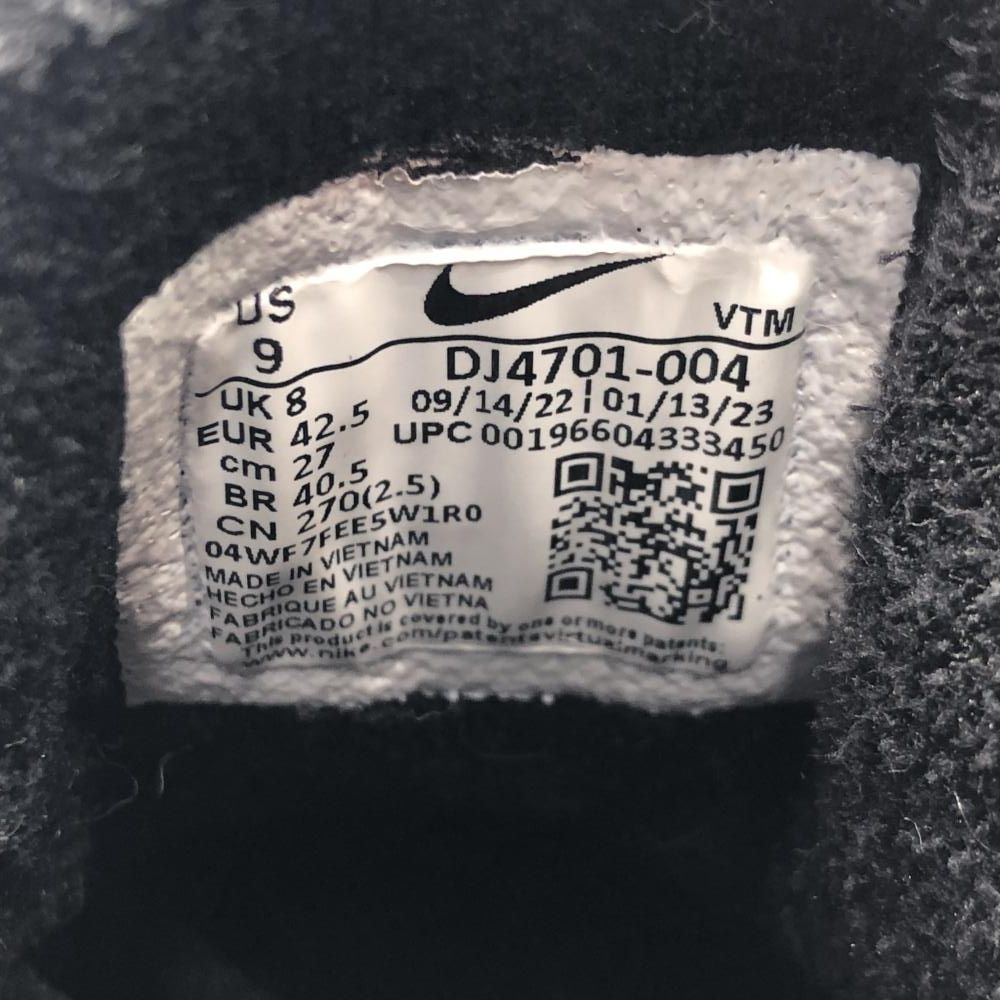 US
9
VTM
DJ4701-004
09/14/22 | 01/13/23
UPC 00196604333450
UK 8
EUR 42.5
cm 27
BR 40.5
CN 270(2.5)
04WF7FEE5W1R0
MADE IN VIETNAM
HECHO EN VIETNAM
FABRIQUE AU VIETNAM
FABRICADO NO VIETNA
This product is covered by one or more patents:
www.nike.com/patentsvirtualmarking